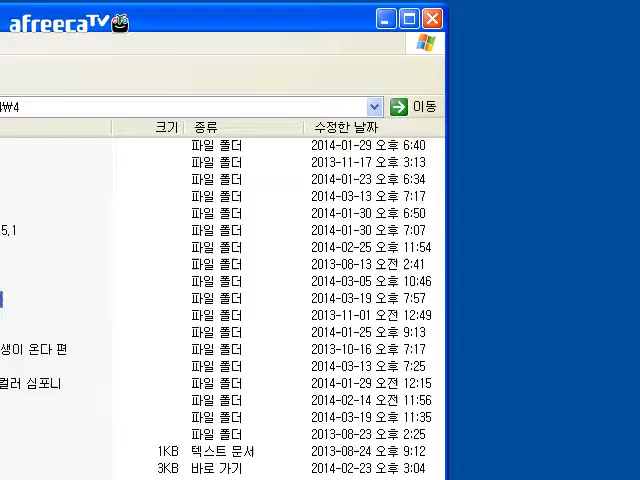 afreecaTV
4₩4
이동
크기 종류 수정한 날짜
파일 폴더 2014-01-29 오후 6:40
파일 폴더 2013-11-17 오후 3:13
파일 폴더 2014-01-23 오후 6:34
파일 폴더 2014-03-13 오후 7:17
파일 폴더 2014-01-30 오후 6:50
5.1 파일 폴더 2014-01-30 오후 7:07
파일 폴더 2014-02-25 오후 11:54
파일 폴더 2013-08-13 오전 2:41
파일 폴더 2014-03-05 오후 10:46
파일 폴더 2014-03-19 오후 7:57
파일 폴더 2013-11-01 오전 12:49
파일 폴더 2014-01-25 오후 9:13
생이 온다 편 파일 폴더 2013-10-16 오후 7:17
파일 폴더 2014-03-13 오후 7:25
컬러 심포니 파일 폴더 2014-01-29 오전 12:15
파일 폴더 2014-02-14 오전 11:56
파일 폴더 2014-03-19 오후 11:35
파일 폴더 2013-08-23 오후 2:25
1KB 텍스트 문서 2013-08-24 오후 9:12
3KB 바로 가기 2014-02-23 오후 3:04